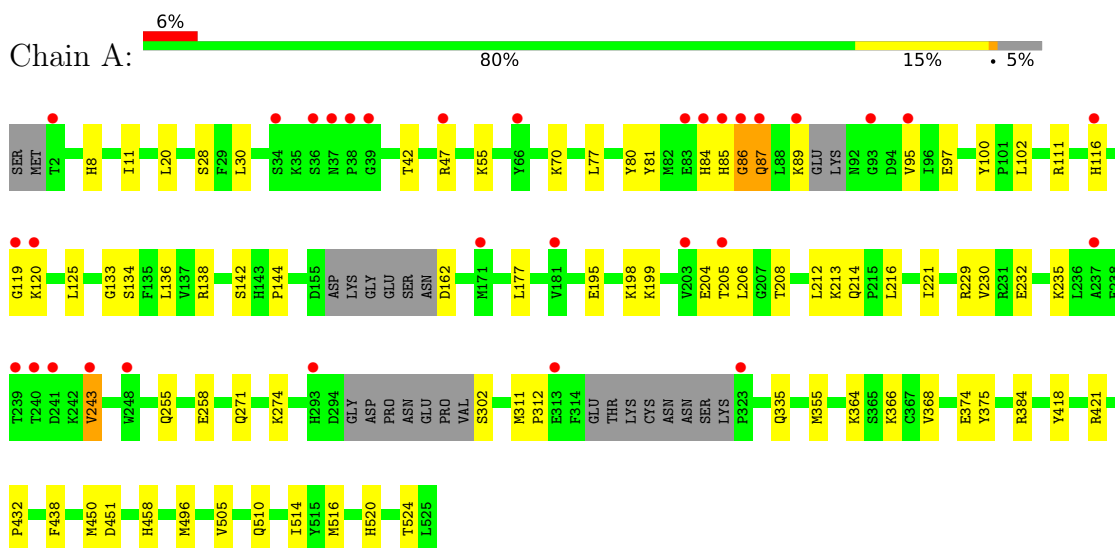 6%
Chain A:
80% 15% • 5%
SER MET T2 H8 I11 L20 S28 F29 L30 S34 K35 S36 N37 P38 G39 T42 R47 K55 Y66 K70 L77 Y80 Y81 M82 E83 H84 H85 G86 Q87 L88 K89 GLU LYS N92 G93 D94 V95 I96 E97 Y100 P101 L102 R111 H116
G119 K120 L125 G133 S134 F135 L136 V137 R138 S142 H143 P144 D155 ASP LYS GLY GLU SER ASN D162 M171 L177 V181 E195 K198 K199 V203 E204 T205 L206 G207 T208 L212 K213 Q214 P215 L216 I221 R229 V230 R231 E232 K235 L236 A237 E238
T239 T240 D241 K242 V243 W248 Q255 E258 Q271 K274 H293 D294 GLY ASP PRO ASN GLU PRO VAL S302 M311 P312 E313 F314 GLU THR LYS CYS ASN ASN SER LYS P323 Q335 M355 K364 S365 K366 C367 V368 E374 Y375 R384 Y418 R421
P432 F438 M450 D451 H458 M496 V505 Q510 I514 Y515 M516 H520 T524 L525